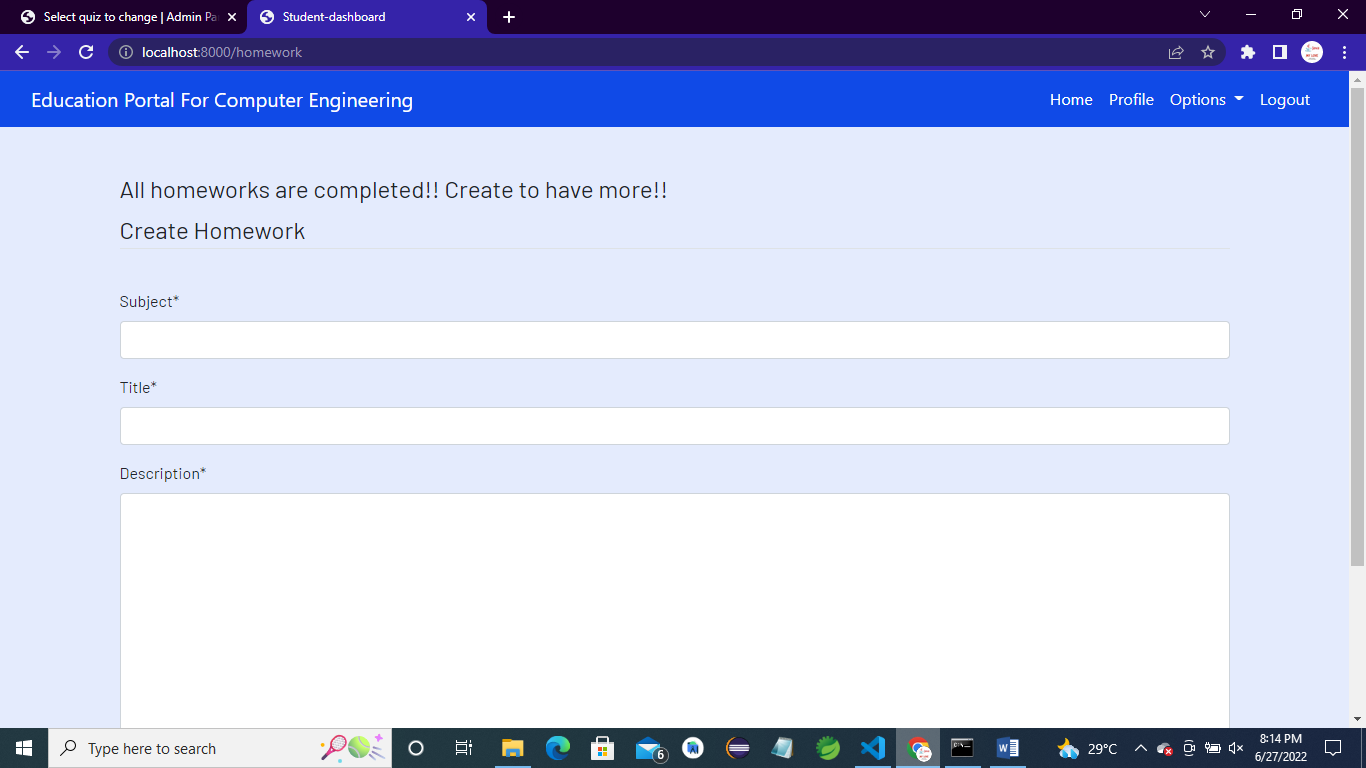 Select quiz to change | Admin Pa
Student-dashboard
localhost:8000/homework
Education Portal For Computer Engineering
Home Profile Options Logout
All homeworks are completed!! Create to have more!!
Create Homework
Subject*
Title*
Description*
Type here to search
6
29°C
8:14 PM
6/27/2022